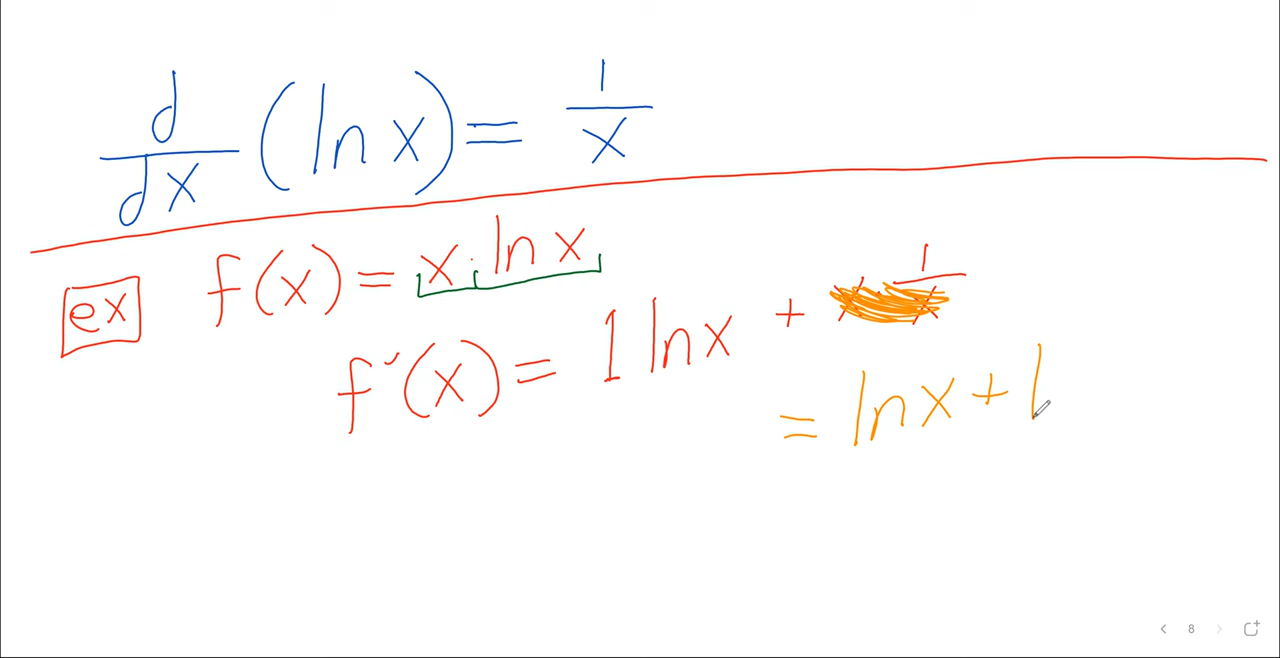 d/dx (ln x) = 1/x
ex f(x) = x · ln x
f'(x) = 1 ln x + x · 1/x
= ln x + 1
8